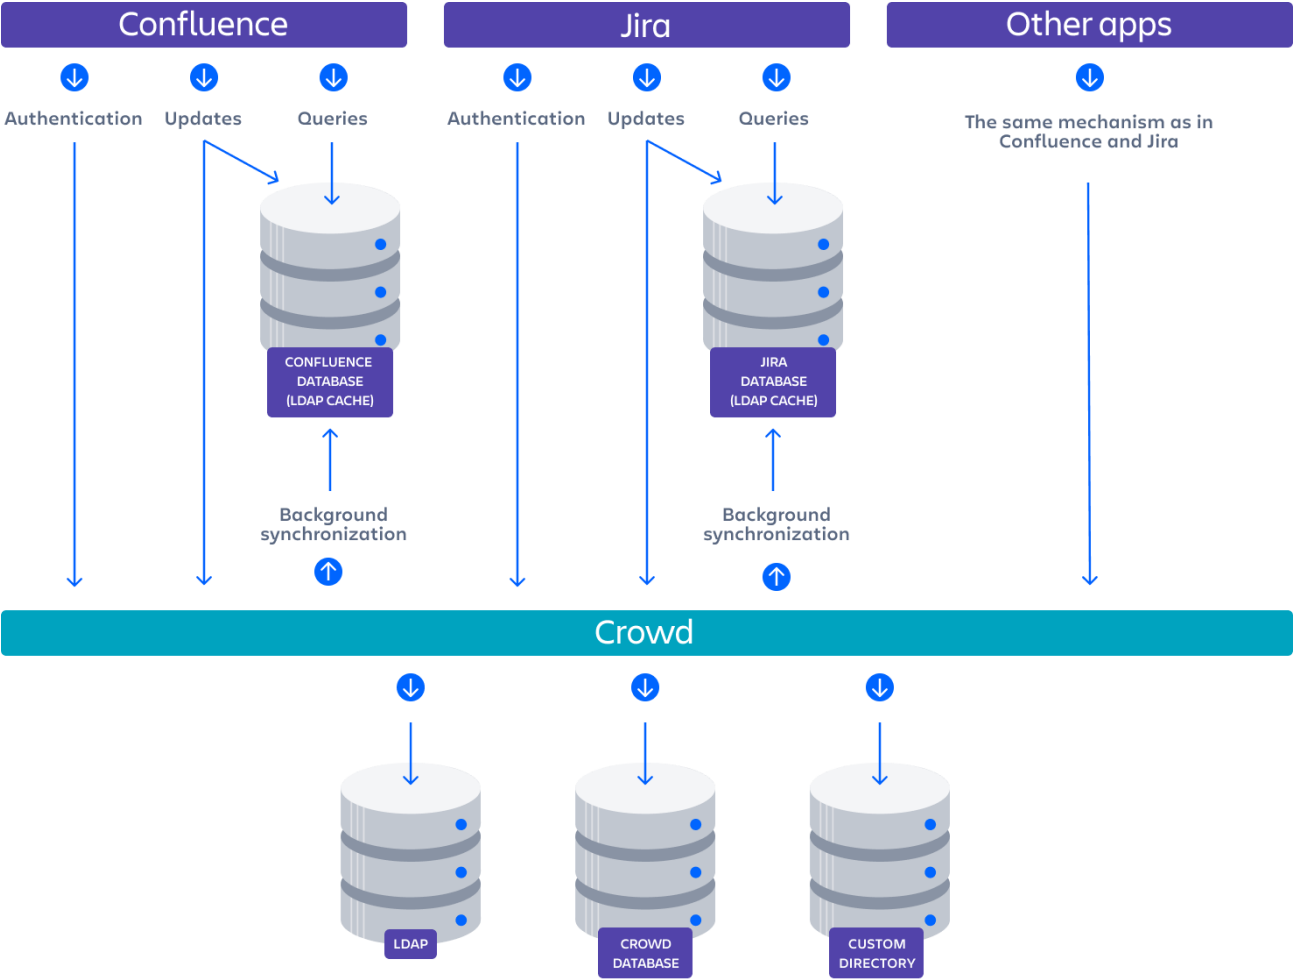 Confluence
Jira
Other apps
Authentication
Updates
Queries
Authentication
Updates
Queries
The same mechanism as in
Confluence and Jira
CONFLUENCE
DATABASE
(LDAP CACHE)
JIRA
DATABASE
(LDAP CACHE)
Background
synchronization
Background
synchronization
Crowd
LDAP
CROWD
DATABASE
CUSTOM
DIRECTORY